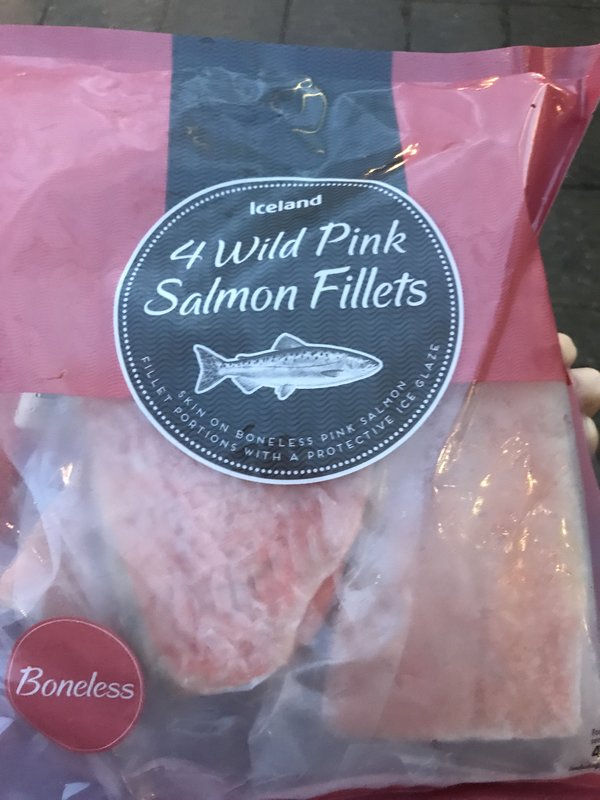 Iceland
4 Wild Pink
Salmon Fillets
SKIN ON BONELESS PINK SALMON
FILLET PORTIONS WITH A PROTECTIVE ICE GLAZE
Boneless